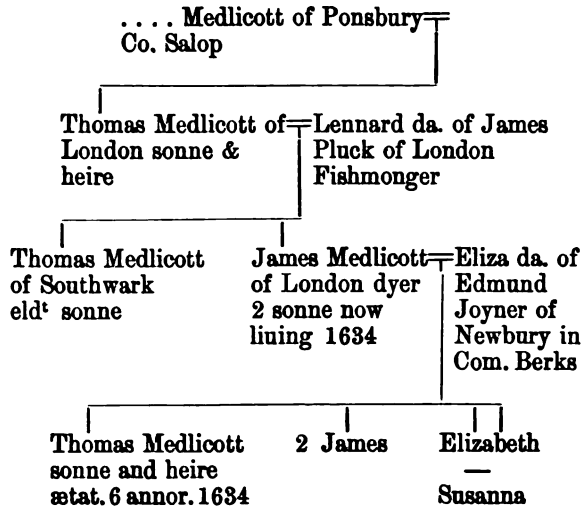 .... Medlicott of Ponsbury
Co. Salop
Thomas Medlicott of
London sonne &
heire
Lennard da. of James
Pluck of London
Fishmonger
Thomas Medlicott
of Southwark
eldᵗ sonne
James Medlicott
of London dyer
2 sonne now
liuing 1634
Eliza da. of
Edmund
Joyner of
Newbury in
Com. Berks
Thomas Medlicott
sonne and heire
ætat. 6 annor. 1634
2 James
Elizabeth
—
Susanna